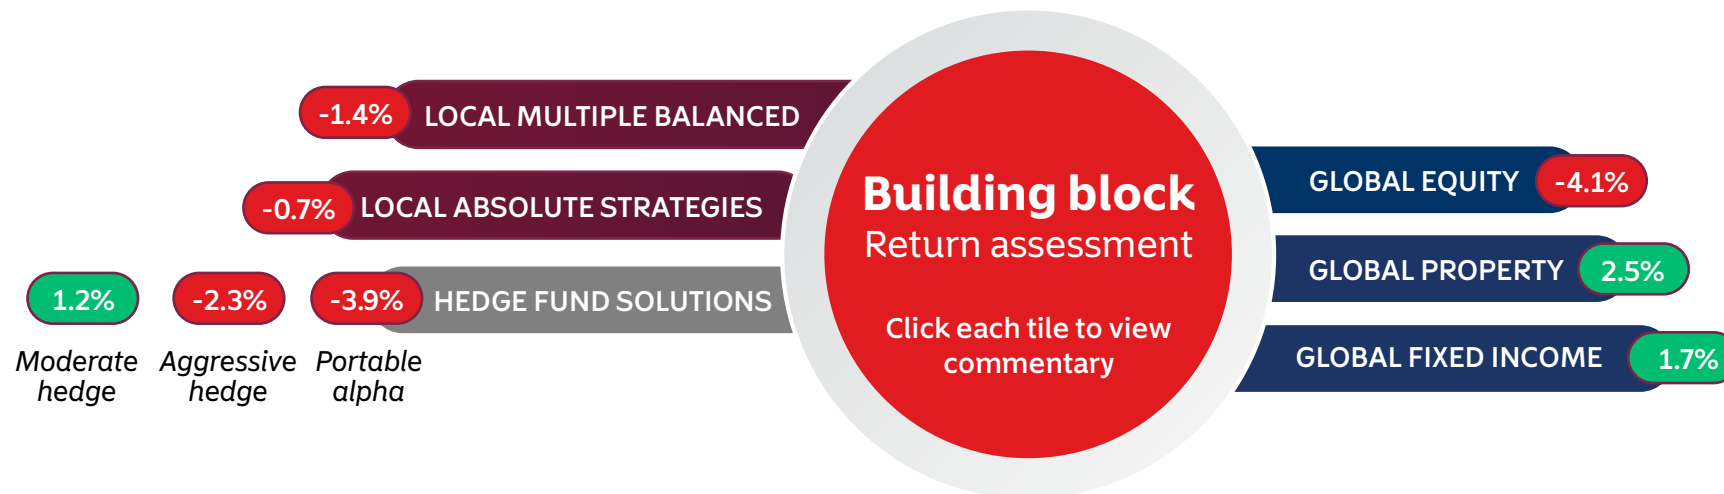 -1.4%
LOCAL MULTIPLE BALANCED
-0.7%
LOCAL ABSOLUTE STRATEGIES
1.2%
-2.3%
-3.9%
HEDGE FUND SOLUTIONS
Moderate
hedge
Aggressive
hedge
Portable
alpha
Building block
Return assessment
Click each tile to view
commentary
GLOBAL EQUITY
-4.1%
GLOBAL PROPERTY
2.5%
GLOBAL FIXED INCOME
1.7%